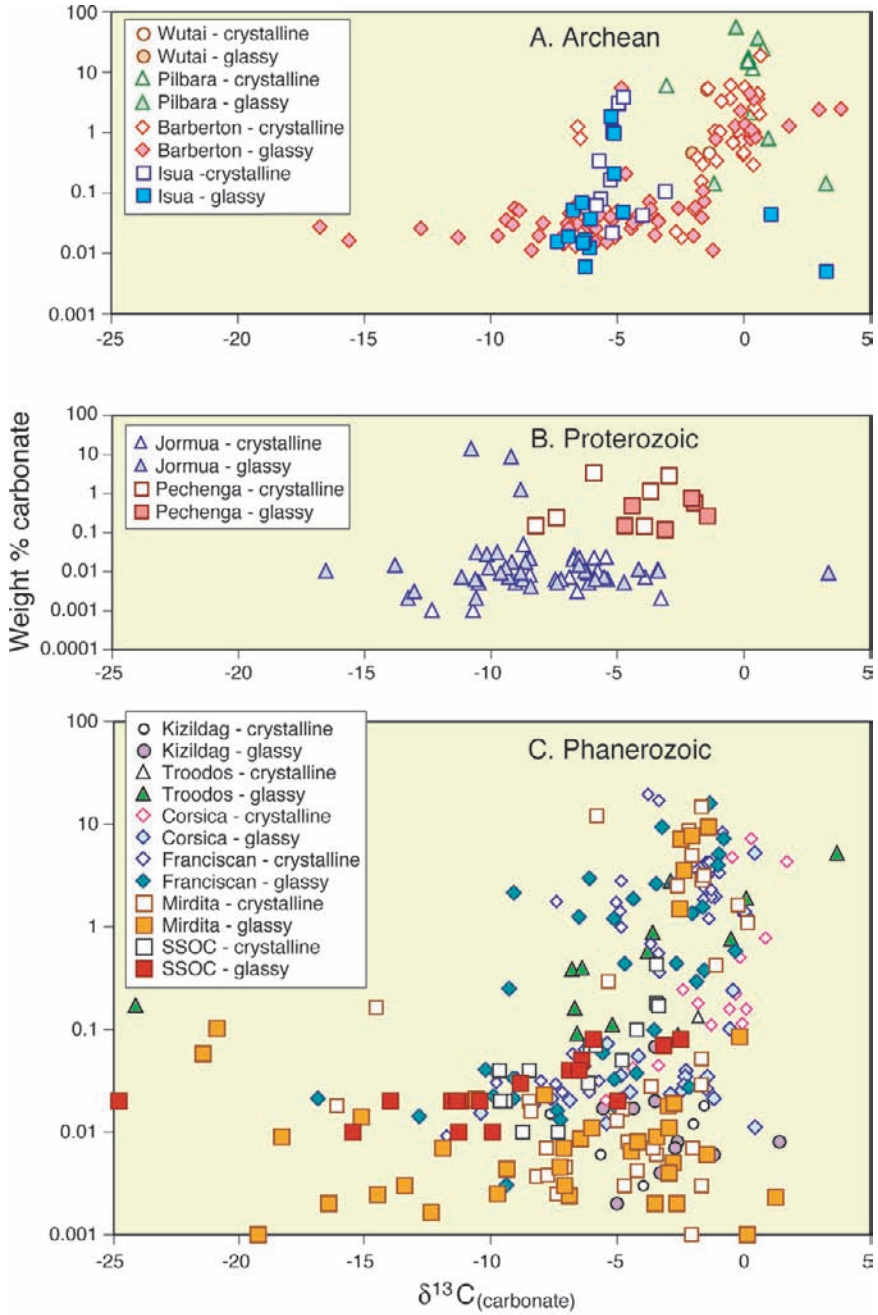 A. Archean
Wutai - crystalline
Wutai - glassy
Pilbara - crystalline
Pilbara - glassy
Barberton - crystalline
Barberton - glassy
Isua -crystalline
Isua - glassy
100
10
1
0.1
0.01
0.001
-25 -20 -15 -10 -5 0 5
B. Proterozoic
Jormua - crystalline
Jormua - glassy
Pechenga - crystalline
Pechenga - glassy
100
10
1
0.1
0.01
0.001
0.0001
-25 -20 -15 -10 -5 0 5
Weight % carbonate
C. Phanerozoic
Kizildag - crystalline
Kizildag - glassy
Troodos - crystalline
Troodos - glassy
Corsica - crystalline
Corsica - glassy
Franciscan - crystalline
Franciscan - glassy
Mirdita - crystalline
Mirdita - glassy
SSOC - crystalline
SSOC - glassy
100
10
1
0.1
0.01
0.001
-25 -20 -15 -10 -5 0 5
δ13C(carbonate)